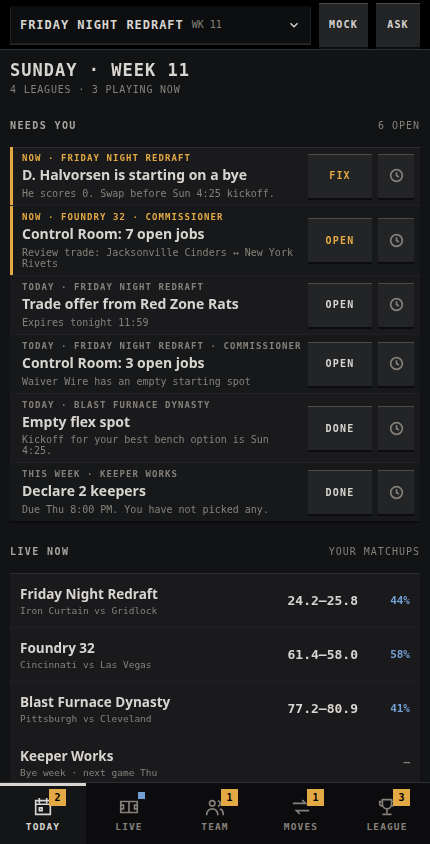 FRIDAY NIGHT REDRAFT WK 11
MOCK
ASK
SUNDAY · WEEK 11
4 LEAGUES · 3 PLAYING NOW
NEEDS YOU
6 OPEN
NOW · FRIDAY NIGHT REDRAFT
D. Halvorsen is starting on a bye
He scores 0. Swap before Sun 4:25 kickoff.
FIX
NOW · FOUNDRY 32 · COMMISSIONER
Control Room: 7 open jobs
Review trade: Jacksonville Cinders ↔ New York
Rivets
OPEN
TODAY · FRIDAY NIGHT REDRAFT
Trade offer from Red Zone Rats
Expires tonight 11:59
OPEN
TODAY · FRIDAY NIGHT REDRAFT · COMMISSIONER
Control Room: 3 open jobs
Waiver Wire has an empty starting spot
OPEN
TODAY · BLAST FURNACE DYNASTY
Empty flex spot
Kickoff for your best bench option is Sun
4:25.
DONE
THIS WEEK · KEEPER WORKS
Declare 2 keepers
Due Thu 8:00 PM. You have not picked any.
DONE
LIVE NOW
YOUR MATCHUPS
Friday Night Redraft
Iron Curtain vs Gridlock
24.2–25.8
44%
Foundry 32
Cincinnati vs Las Vegas
61.4–58.0
58%
Blast Furnace Dynasty
Pittsburgh vs Cleveland
77.2–80.9
41%
Keeper Works
Bye week · next game Thu
–
2
TODAY
LIVE
1
TEAM
1
MOVES
3
LEAGUE